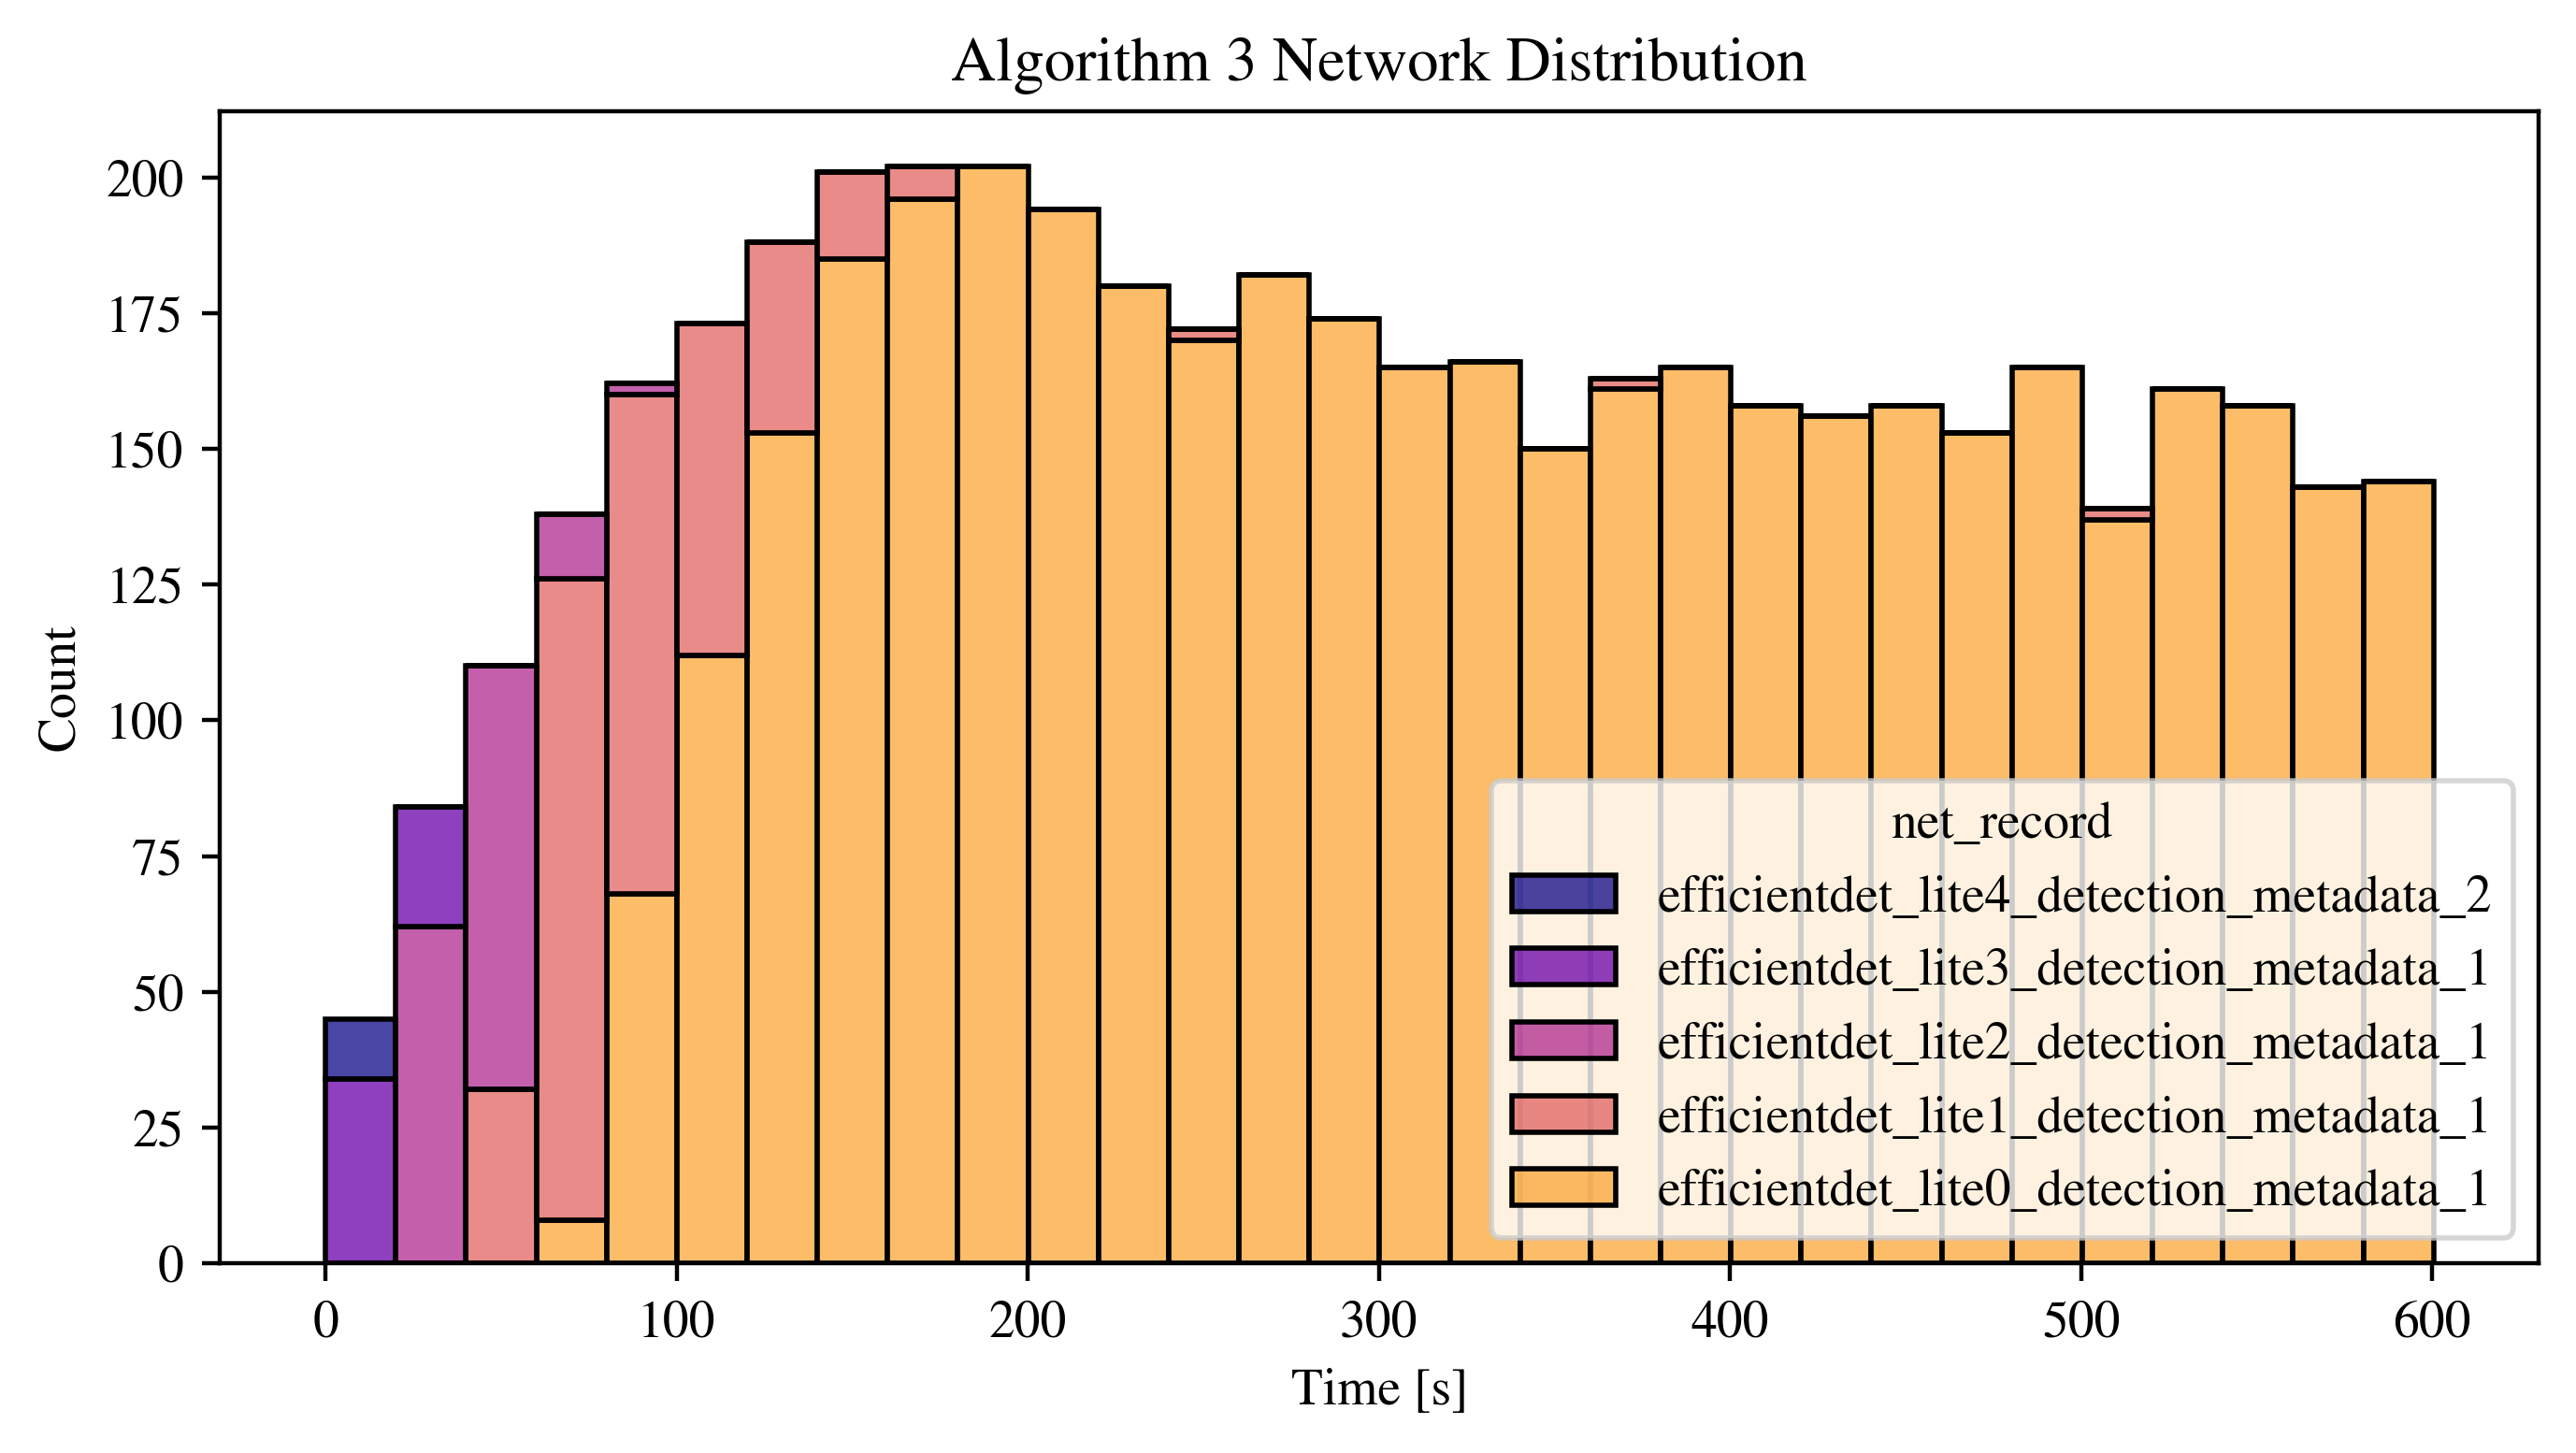 Algorithm 3 Network Distribution
Count
200
175
150
125
100
75
50
25
0
net_record
efficientdet_lite4_detection_metadata_2
efficientdet_lite3_detection_metadata_1
efficientdet_lite2_detection_metadata_1
efficientdet_lite1_detection_metadata_1
efficientdet_lite0_detection_metadata_1
0 100 200 300 400 500 600
Time [s]